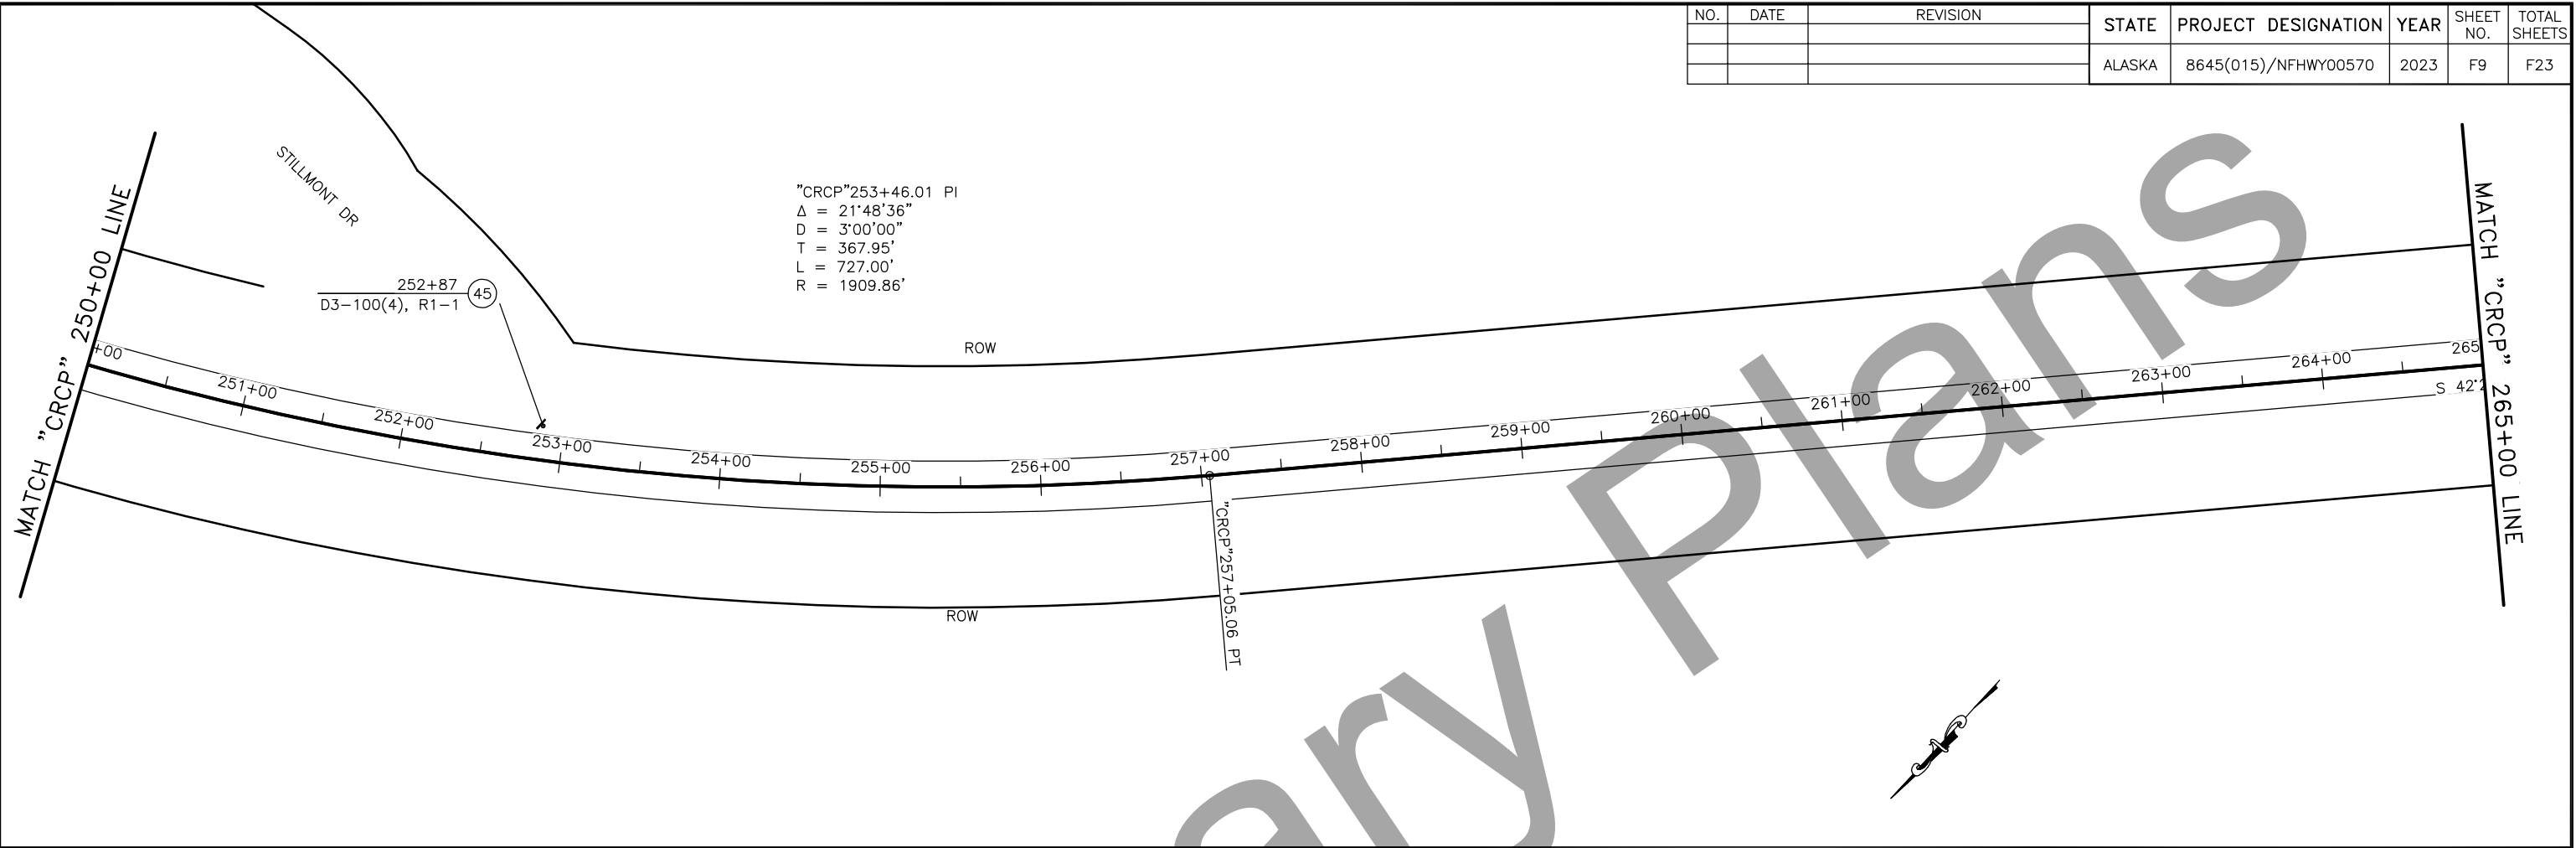 NO. DATE REVISION
STATE PROJECT DESIGNATION YEAR SHEET NO. TOTAL SHEETS
ALASKA 8645(015)/NFHWY00570 2023 F9 F23
STILLMONT DR
MATCH "CRCP" 250+00 LINE
"CRCP"253+46.01 PI
Δ = 21°48'36"
D = 3°00'00"
T = 367.95'
L = 727.00'
R = 1909.86'
252+87
D3-100(4), R1-1
45
ROW
+00
251+00
252+00
253+00
254+00
255+00
256+00
257+00
258+00
259+00
260+00
261+00
262+00
263+00
264+00
265
S 42°2
MATCH "CRCP" 265+00 LINE
"CRCP"257+05.06 PT
ROW
ary Plans